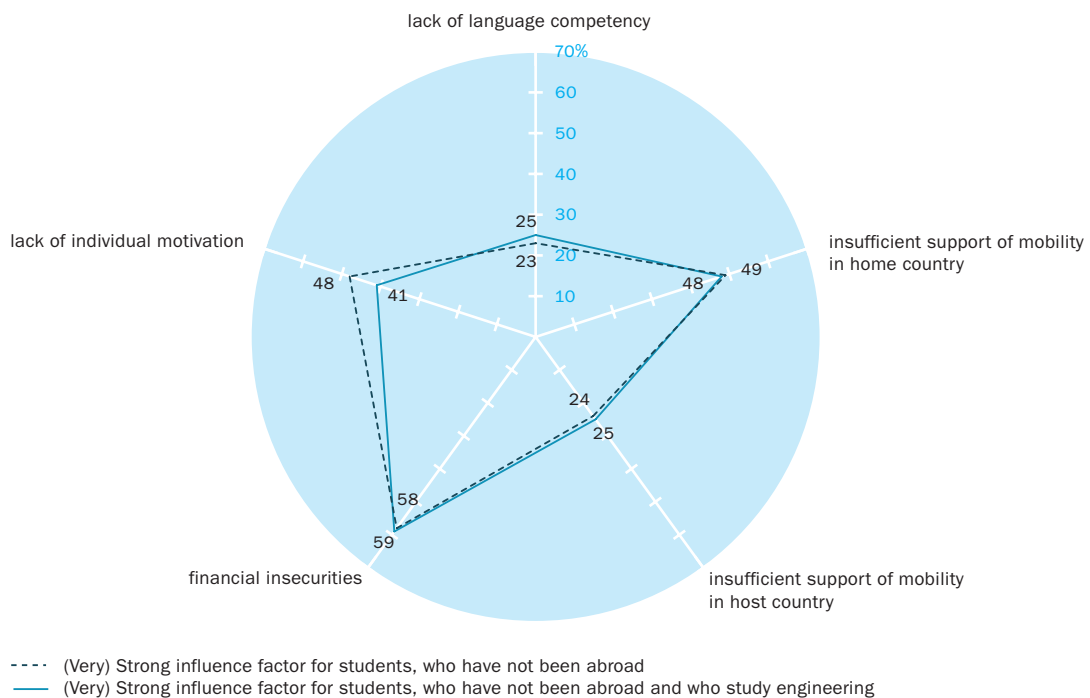 lack of language competency
70%
60
50
40
30
25
20
23
10
lack of individual motivation
48
41
insufficient support of mobility
in home country
49
48
24
25
58
59
financial insecurities
insufficient support of mobility
in host country
(Very) Strong influence factor for students, who have not been abroad
(Very) Strong influence factor for students, who have not been abroad and who study engineering